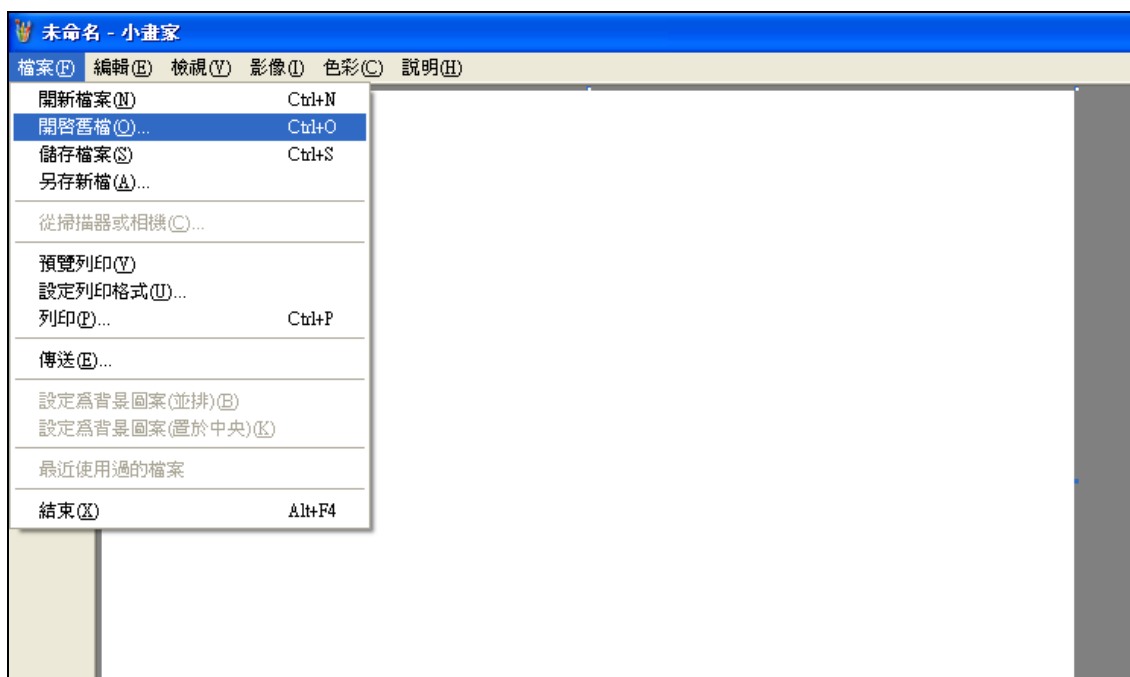 未命名 - 小畫家
檔案(F) 編輯(E) 檢視(V) 影像(I) 色彩(C) 說明(H)
開新檔案(N) Ctrl+N
開啓舊檔(O)... Ctrl+O
儲存檔案(S) Ctrl+S
另存新檔(A)...
從掃描器或相機(C)...
預覽列印(V)
設定列印格式(U)...
列印(P)... Ctrl+P
傳送(E)...
設定爲背景圖案(並排)(B)
設定爲背景圖案(置於中央)(K)
最近使用過的檔案
結束(X) Alt+F4